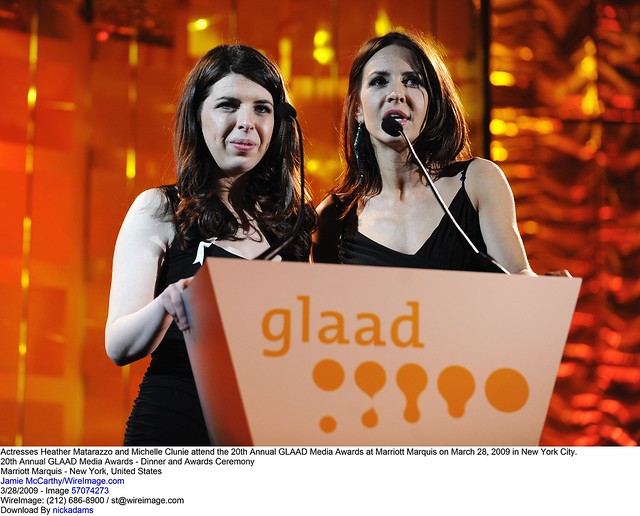 glaad
Actresses Heather Matarazzo and Michelle Clunie attend the 20th Annual GLAAD Media Awards at Marriott Marquis on March 28, 2009 in New York City.
20th Annual GLAAD Media Awards - Dinner and Awards Ceremony
Marriott Marquis - New York, United States
Jamie McCarthy/WireImage.com
3/28/2009 - Image 57074273
WireImage: (212) 686-8900 / st@wireimage.com
Download By nickadams